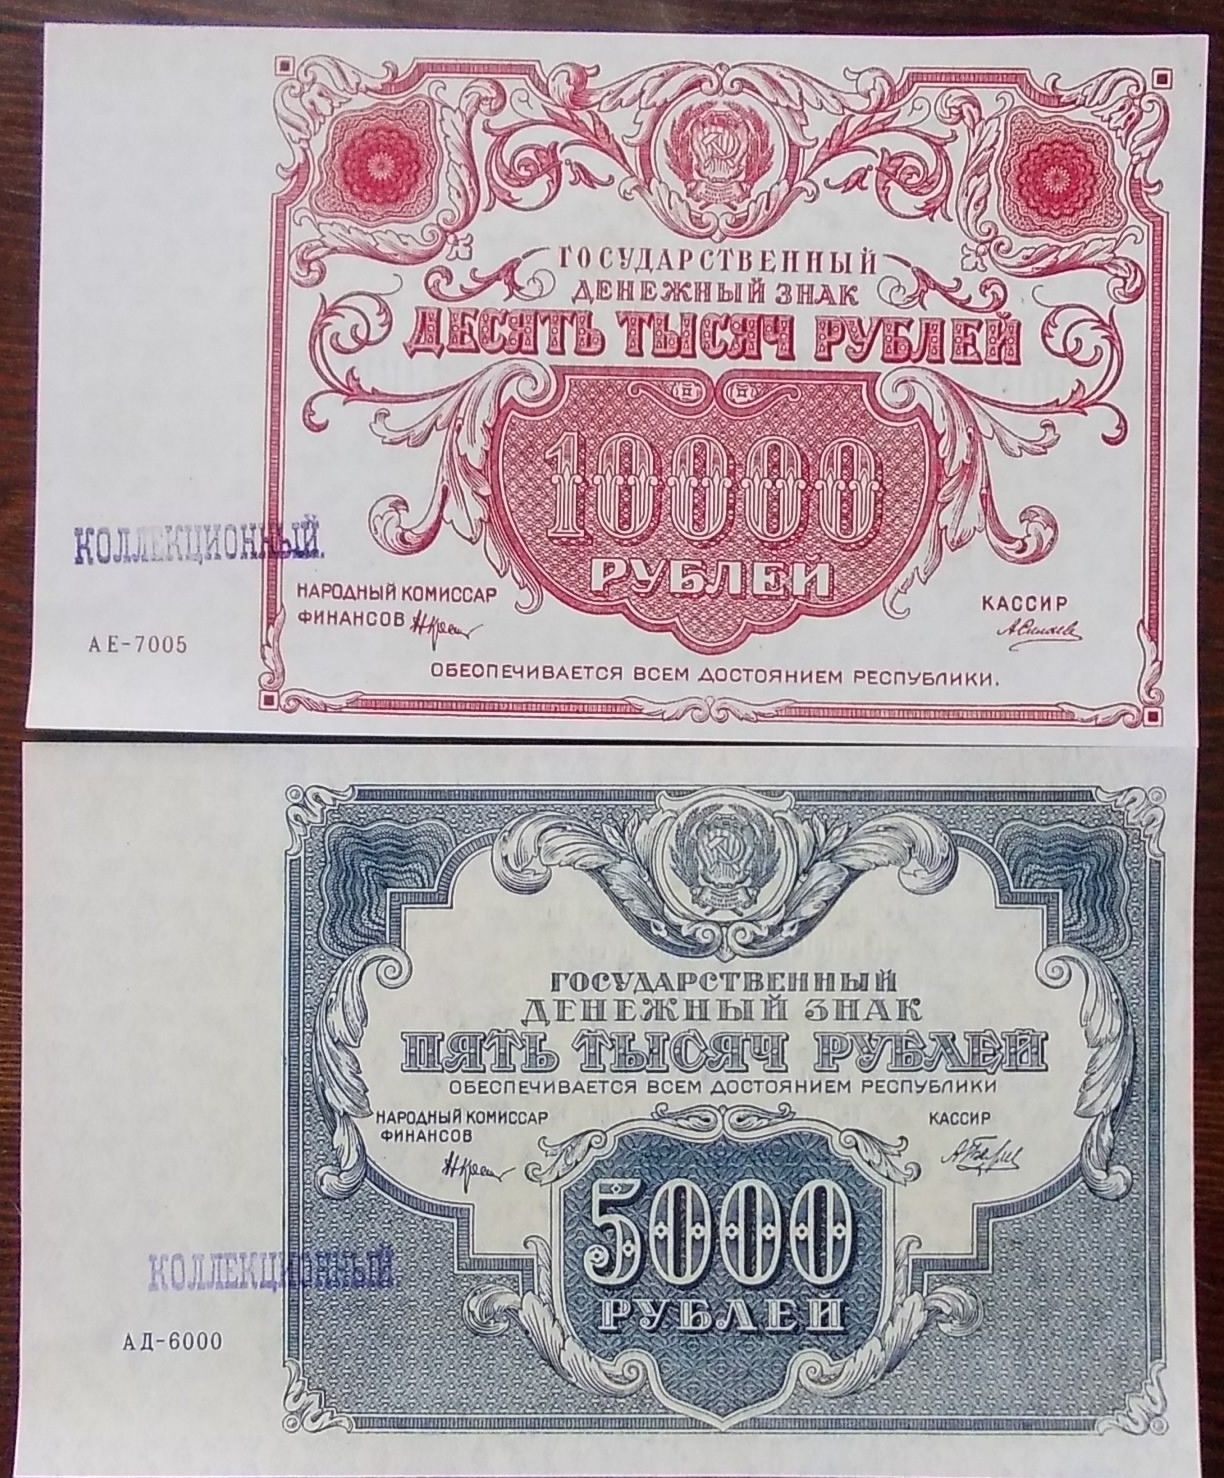 ГОСУДАРСТВЕННЫЙ
ДЕНЕЖНЫЙ ЗНАК
ДЕСЯТЬ ТЫСЯЧ РУБЛЕЙ
10000
РУБЛЕЙ
КОЛЛЕКЦИОННЫЙ
НАРОДНЫЙ КОМИССАР
ФИНАНСОВ
КАССИР
АЕ-7005
ОБЕСПЕЧИВАЕТСЯ ВСЕМ ДОСТОЯНИЕМ РЕСПУБЛИКИ.
ГОСУДАРСТВЕННЫЙ
ДЕНЕЖНЫЙ ЗНАК
ПЯТЬ ТЫСЯЧ РУБЛЕЙ
ОБЕСПЕЧИВАЕТСЯ ВСЕМ ДОСТОЯНИЕМ РЕСПУБЛИКИ
НАРОДНЫЙ КОМИССАР
ФИНАНСОВ
КАССИР
5000
РУБЛЕЙ
КОЛЛЕКЦИОННЫЙ
АД-6000